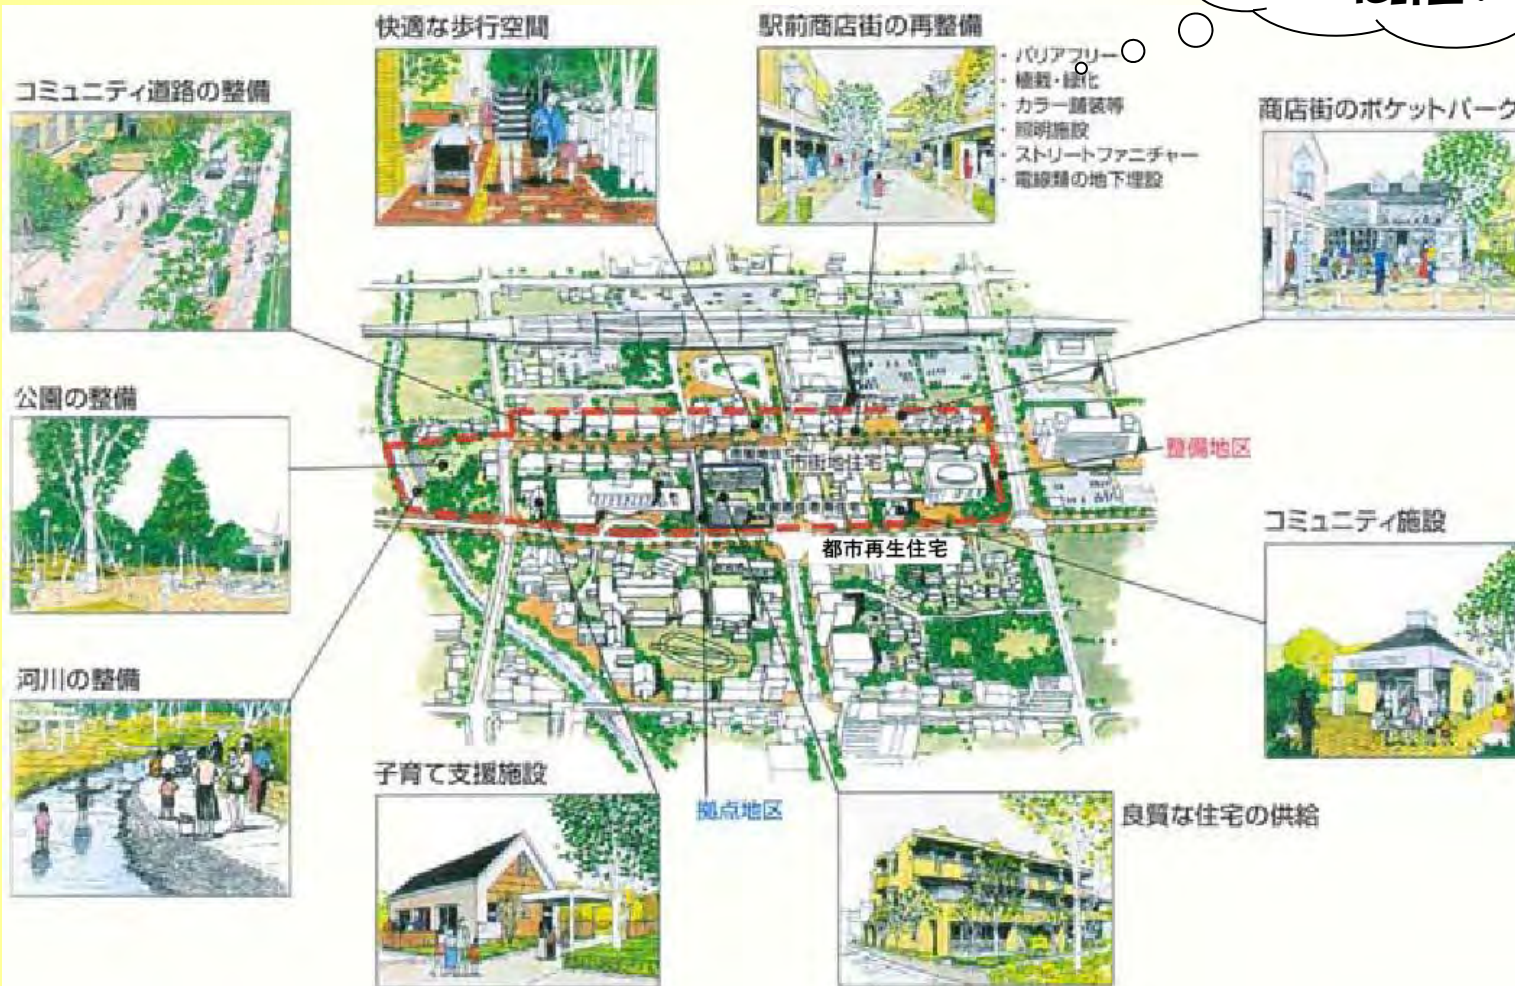 快適な歩行空間
駅前商店街の再整備
・バリアフリー
・植栽・緑化
・カラー舗装等
・照明施設
・ストリートファニチャー
・電線類の地下埋設
コミュニティ道路の整備
商店街のポケットパーク
公園の整備
整備地区
市街地住宅
コミュニティ施設
都市再生住宅
河川の整備
子育て支援施設
拠点地区
良質な住宅の供給